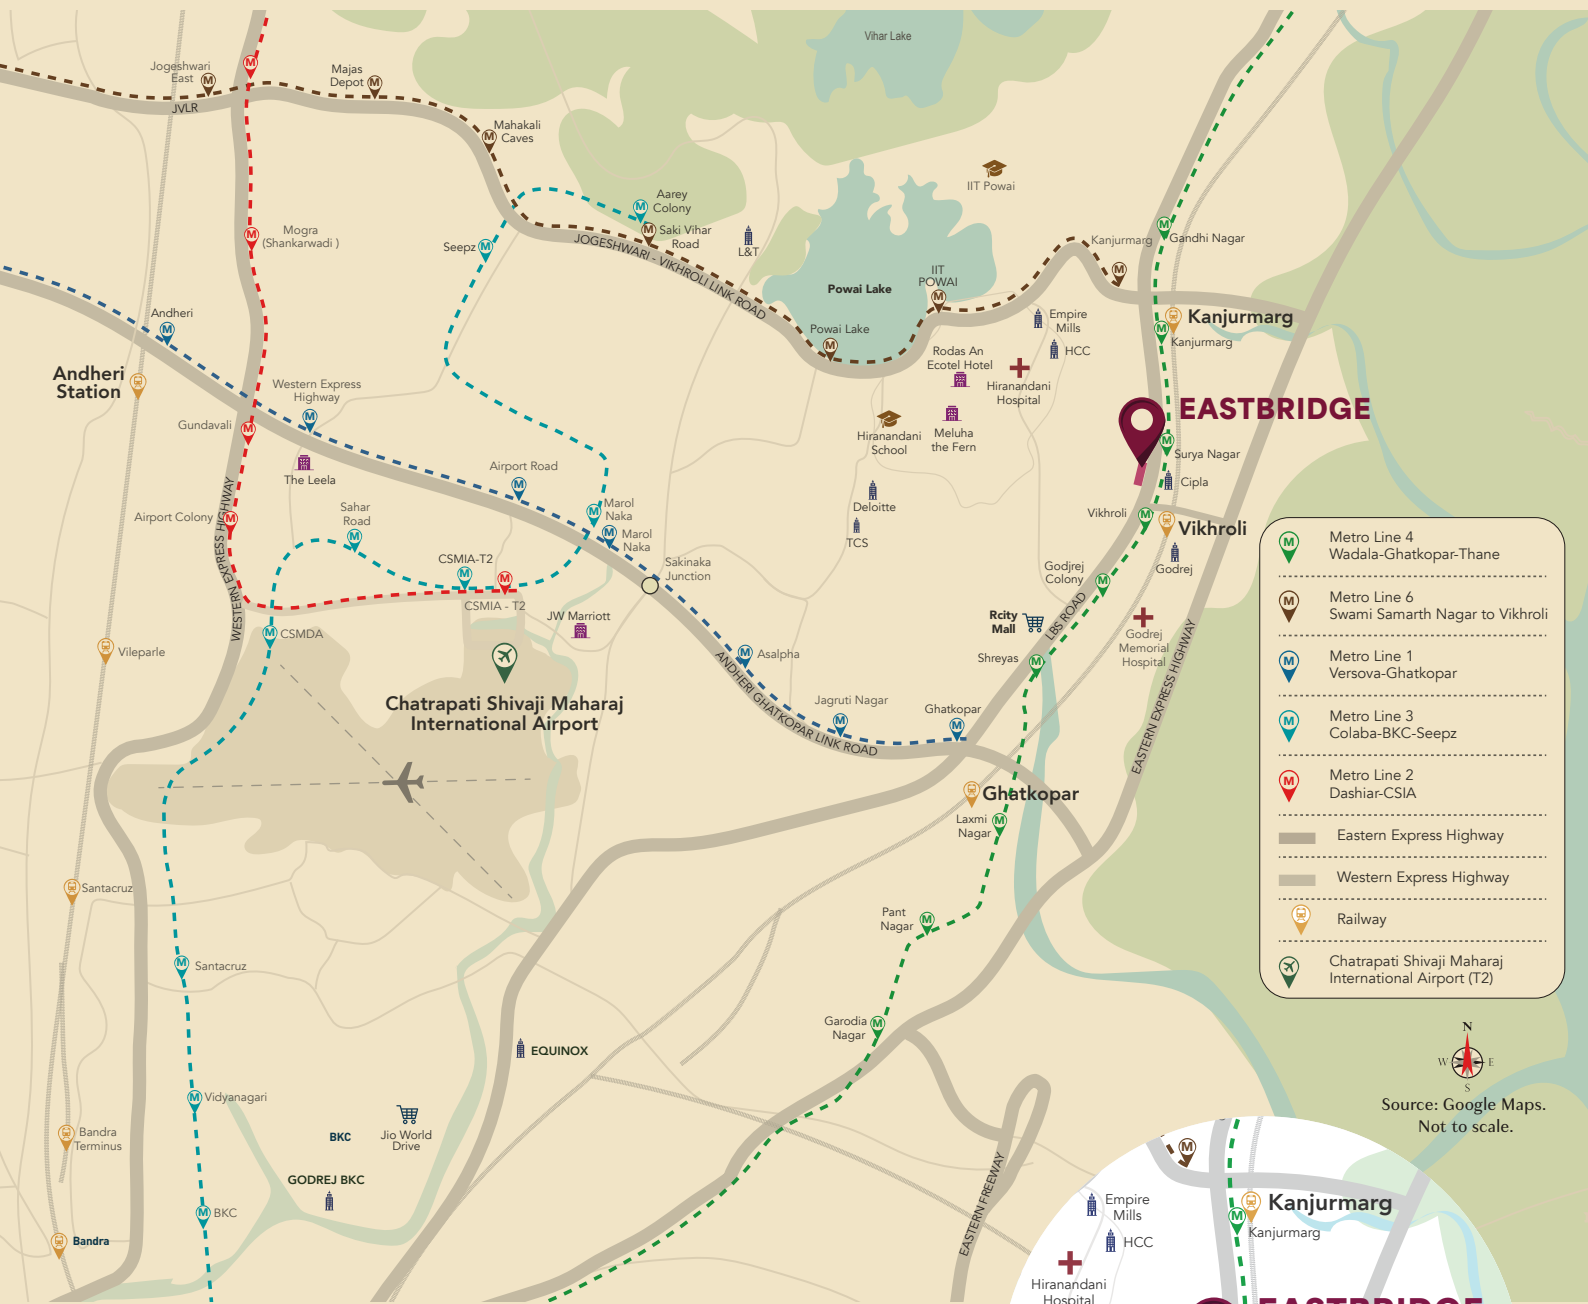 Vihar Lake
Jogeshwari
East
Majas
Depot
JVLR
Mahakali
Caves
Aarey
Colony
Saki Vihar
Road
Seepz
L&T
JOGESHWARI - VIKHROLI LINK ROAD
IIT Powai
Mogra
(Shankarwadi )
Kanjurmarg
Gandhi Nagar
IIT
POWAI
Powai Lake
Powai Lake
Andheri
Empire
Mills
HCC
Kanjurmarg
Kanjurmarg
Rodas An
Ecotel Hotel
Hiranandani
Hospital
Andheri
Station
Western Express
Highway
Gundavali
EASTBRIDGE
Hiranandani
School
Meluha
the Fern
Surya Nagar
Cipla
The Leela
Airport Road
Sahar
Road
Airport Colony
Marol
Naka
Marol
Naka
Deloitte
TCS
Vikhroli
Vikhroli
Godrej
WESTERN EXPRESS HIGHWAY
CSMIA-T2
CSMIA - T2
Sakinaka
Junction
Godjrej
Colony
JW Marriott
Rcity
Mall
LBS ROAD
Godrej
Memorial
Hospital
CSMDA
Vileparle
Asalpha
Shreyas
EASTERN EXPRESS HIGHWAY
Chatrapati Shivaji Maharaj
International Airport
ANDHERI GHATKOPAR LINK ROAD
Jagruti Nagar
Ghatkopar
Ghatkopar
Laxmi
Nagar
Santacruz
Pant
Nagar
Santacruz
Garodia
Nagar
EQUINOX
Vidyanagari
Bandra
Terminus
BKC
Jio World
Drive
GODREJ BKC
BKC
Bandra
EASTERN FREEWAY
Metro Line 4
Wadala-Ghatkopar-Thane
Metro Line 6
Swami Samarth Nagar to Vikhroli
Metro Line 1
Versova-Ghatkopar
Metro Line 3
Colaba-BKC-Seepz
Metro Line 2
Dashiar-CSIA
Eastern Express Highway
Western Express Highway
Railway
Chatrapati Shivaji Maharaj
International Airport (T2)
N
W E
S
Source: Google Maps.
Not to scale.
Empire
Mills
HCC
Kanjurmarg
Kanjurmarg
Hiranandani
Hospital
EASTBRIDGE